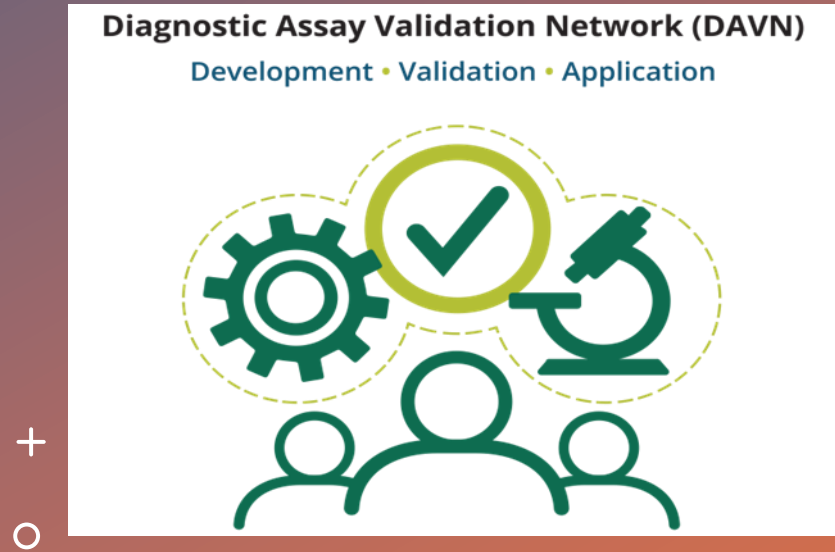 Diagnostic Assay Validation Network (DAVN)
Development • Validation • Application